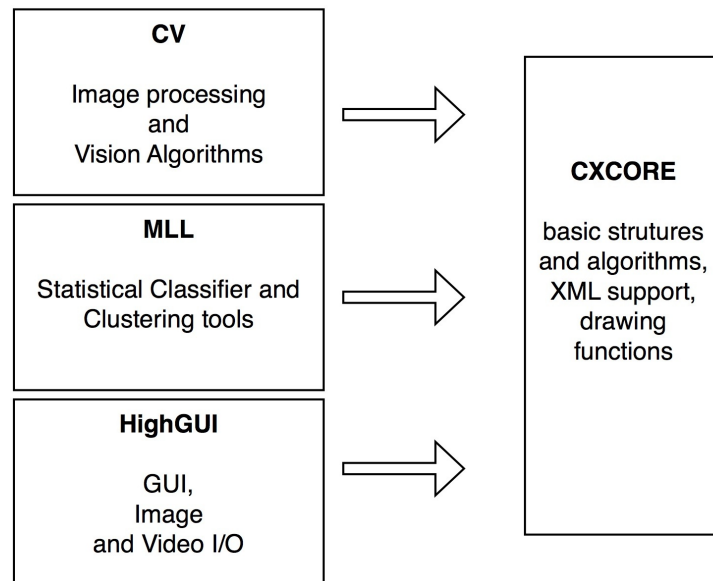 CV
Image processing
and
Vision Algorithms
MLL
Statistical Classifier and
Clustering tools
HighGUI
GUI,
Image
and Video I/O
CXCORE
basic strutures
and algorithms,
XML support,
drawing
functions